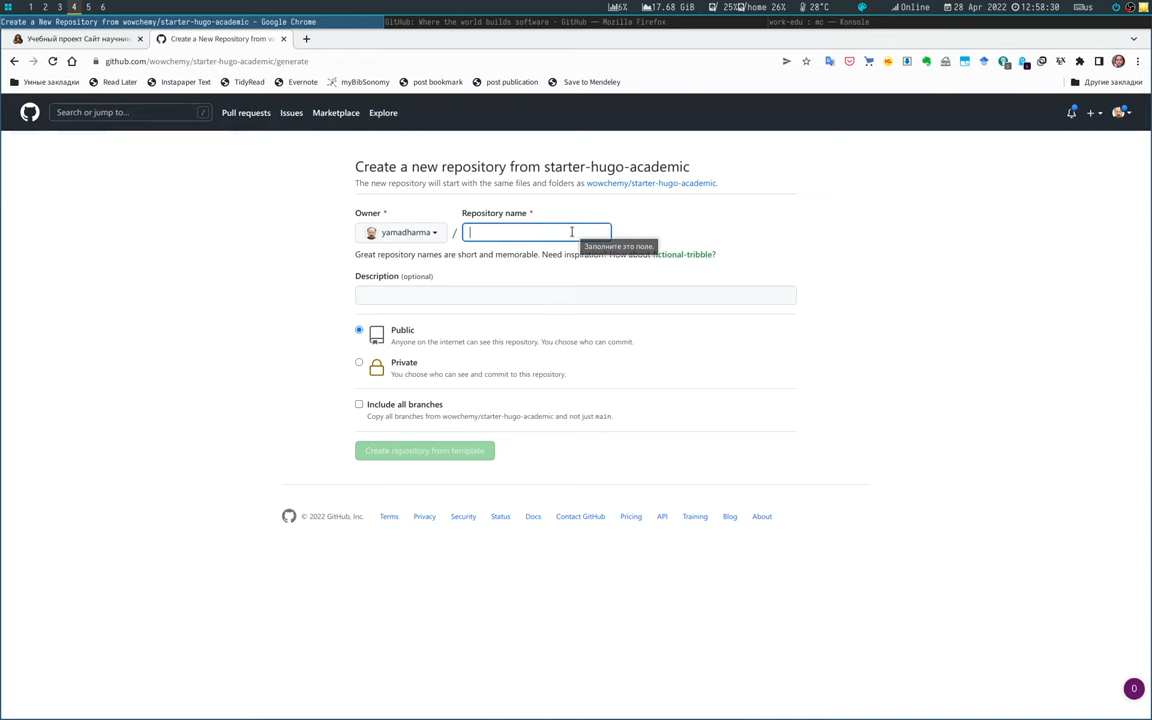 1 2 3 4 5 6
6% 17.68 GiB 25% /home 26% 28°C Online 28 Apr 2022 12:58:30 us
Create a New Repository from wowchemy/starter-hugo-academic - Google Chrome
GitHub: Where the world builds software · GitHub — Mozilla Firefox
work-edu : mc — Konsole
Учебный проект Сайт научни
Create a New Repository from w
github.com/wowchemy/starter-hugo-academic/generate
Умные закладки
Read Later
Instapaper Text
TidyRead
Evernote
myBibSonomy
post bookmark
post publication
Save to Mendeley
Другие закладки
Search or jump to...
/
Pull requests
Issues
Marketplace
Explore
Create a new repository from starter-hugo-academic
The new repository will start with the same files and folders as wowchemy/starter-hugo-academic.
Owner *
Repository name *
yamadharma
/
Заполните это поле.
Great repository names are short and memorable. Need inspiration? How about fictional-tribble?
Description (optional)
Public
Anyone on the internet can see this repository. You choose who can commit.
Private
You choose who can see and commit to this repository.
Include all branches
Copy all branches from wowchemy/starter-hugo-academic and not just main.
Create repository from template
© 2022 GitHub, Inc.
Terms
Privacy
Security
Status
Docs
Contact GitHub
Pricing
API
Training
Blog
About
0